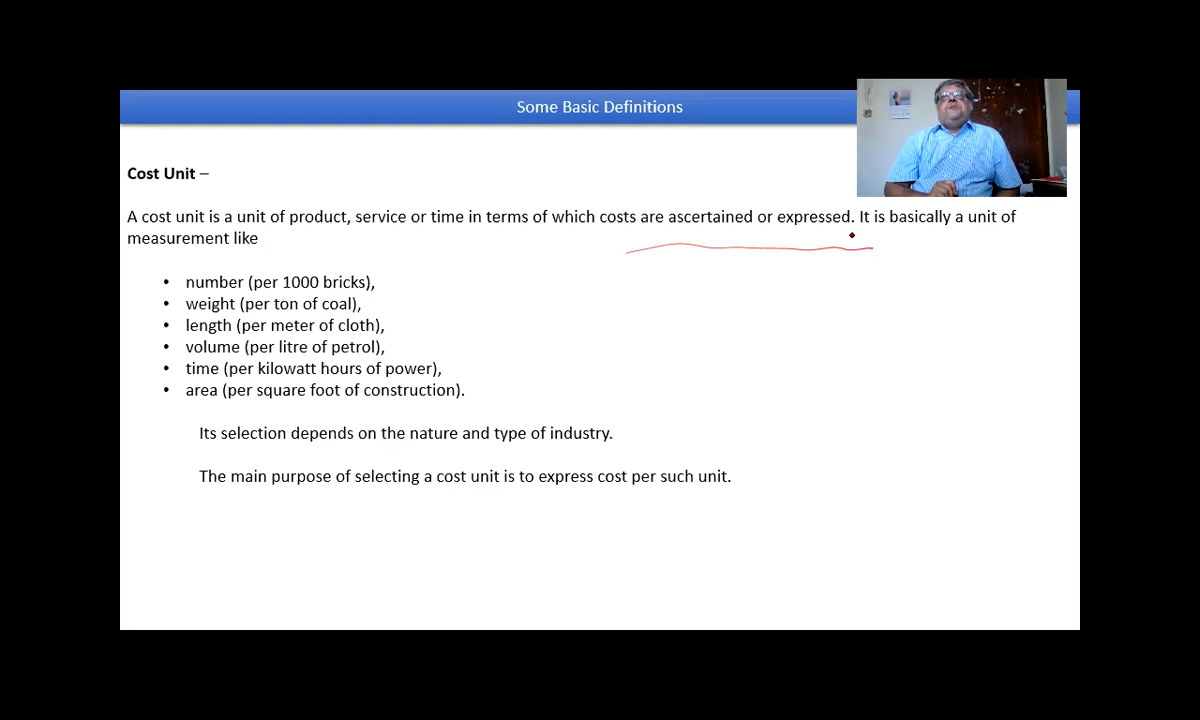 Some Basic Definitions
Cost Unit –
A cost unit is a unit of product, service or time in terms of which costs are ascertained or expressed. It is basically a unit of
measurement like
• number (per 1000 bricks),
• weight (per ton of coal),
• length (per meter of cloth),
• volume (per litre of petrol),
• time (per kilowatt hours of power),
• area (per square foot of construction).
Its selection depends on the nature and type of industry.
The main purpose of selecting a cost unit is to express cost per such unit.